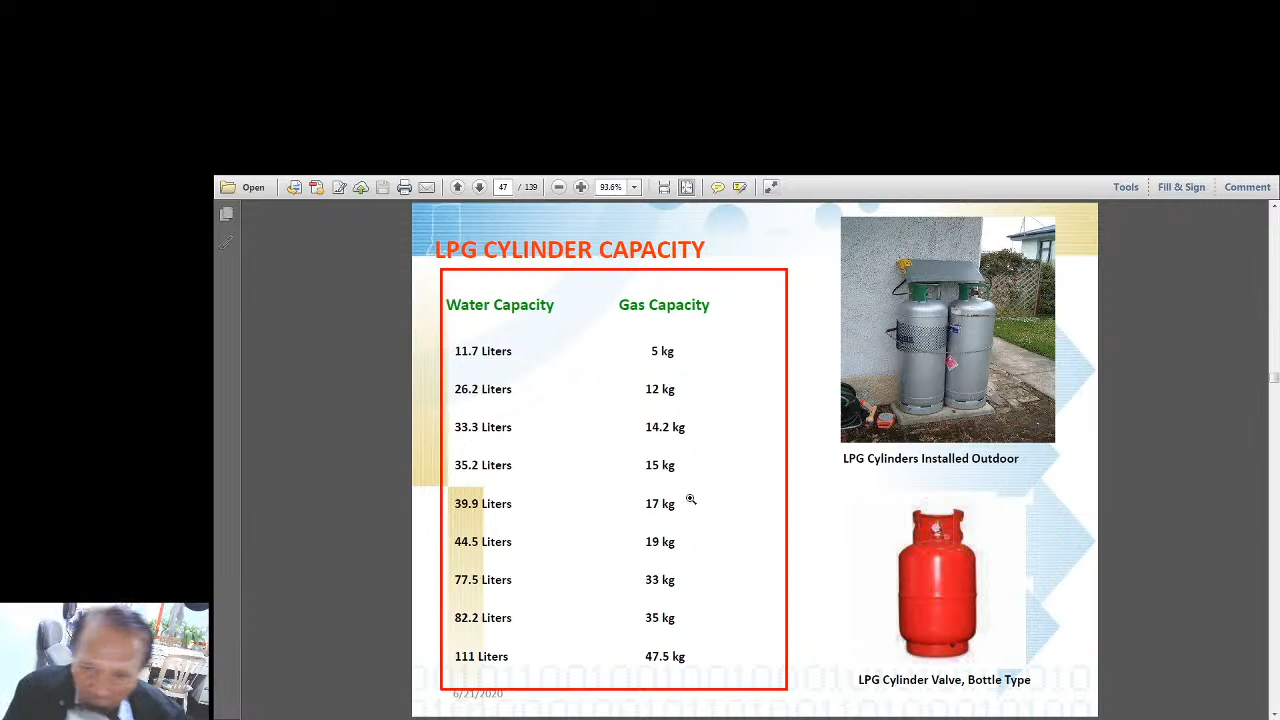 Open
47 / 139
93.6%
Tools
Fill & Sign
Comment
LPG CYLINDER CAPACITY
Water Capacity Gas Capacity
11.7 Liters 5 kg
26.2 Liters 12 kg
33.3 Liters 14.2 kg
35.2 Liters 15 kg
39.9 Liters 17 kg
44.5 Liters 19 kg
77.5 Liters 33 kg
82.2 Liters 35 kg
111 Liters 47.5 kg
6/21/2020
LPG Cylinders Installed Outdoor
LPG Cylinder Valve, Bottle Type